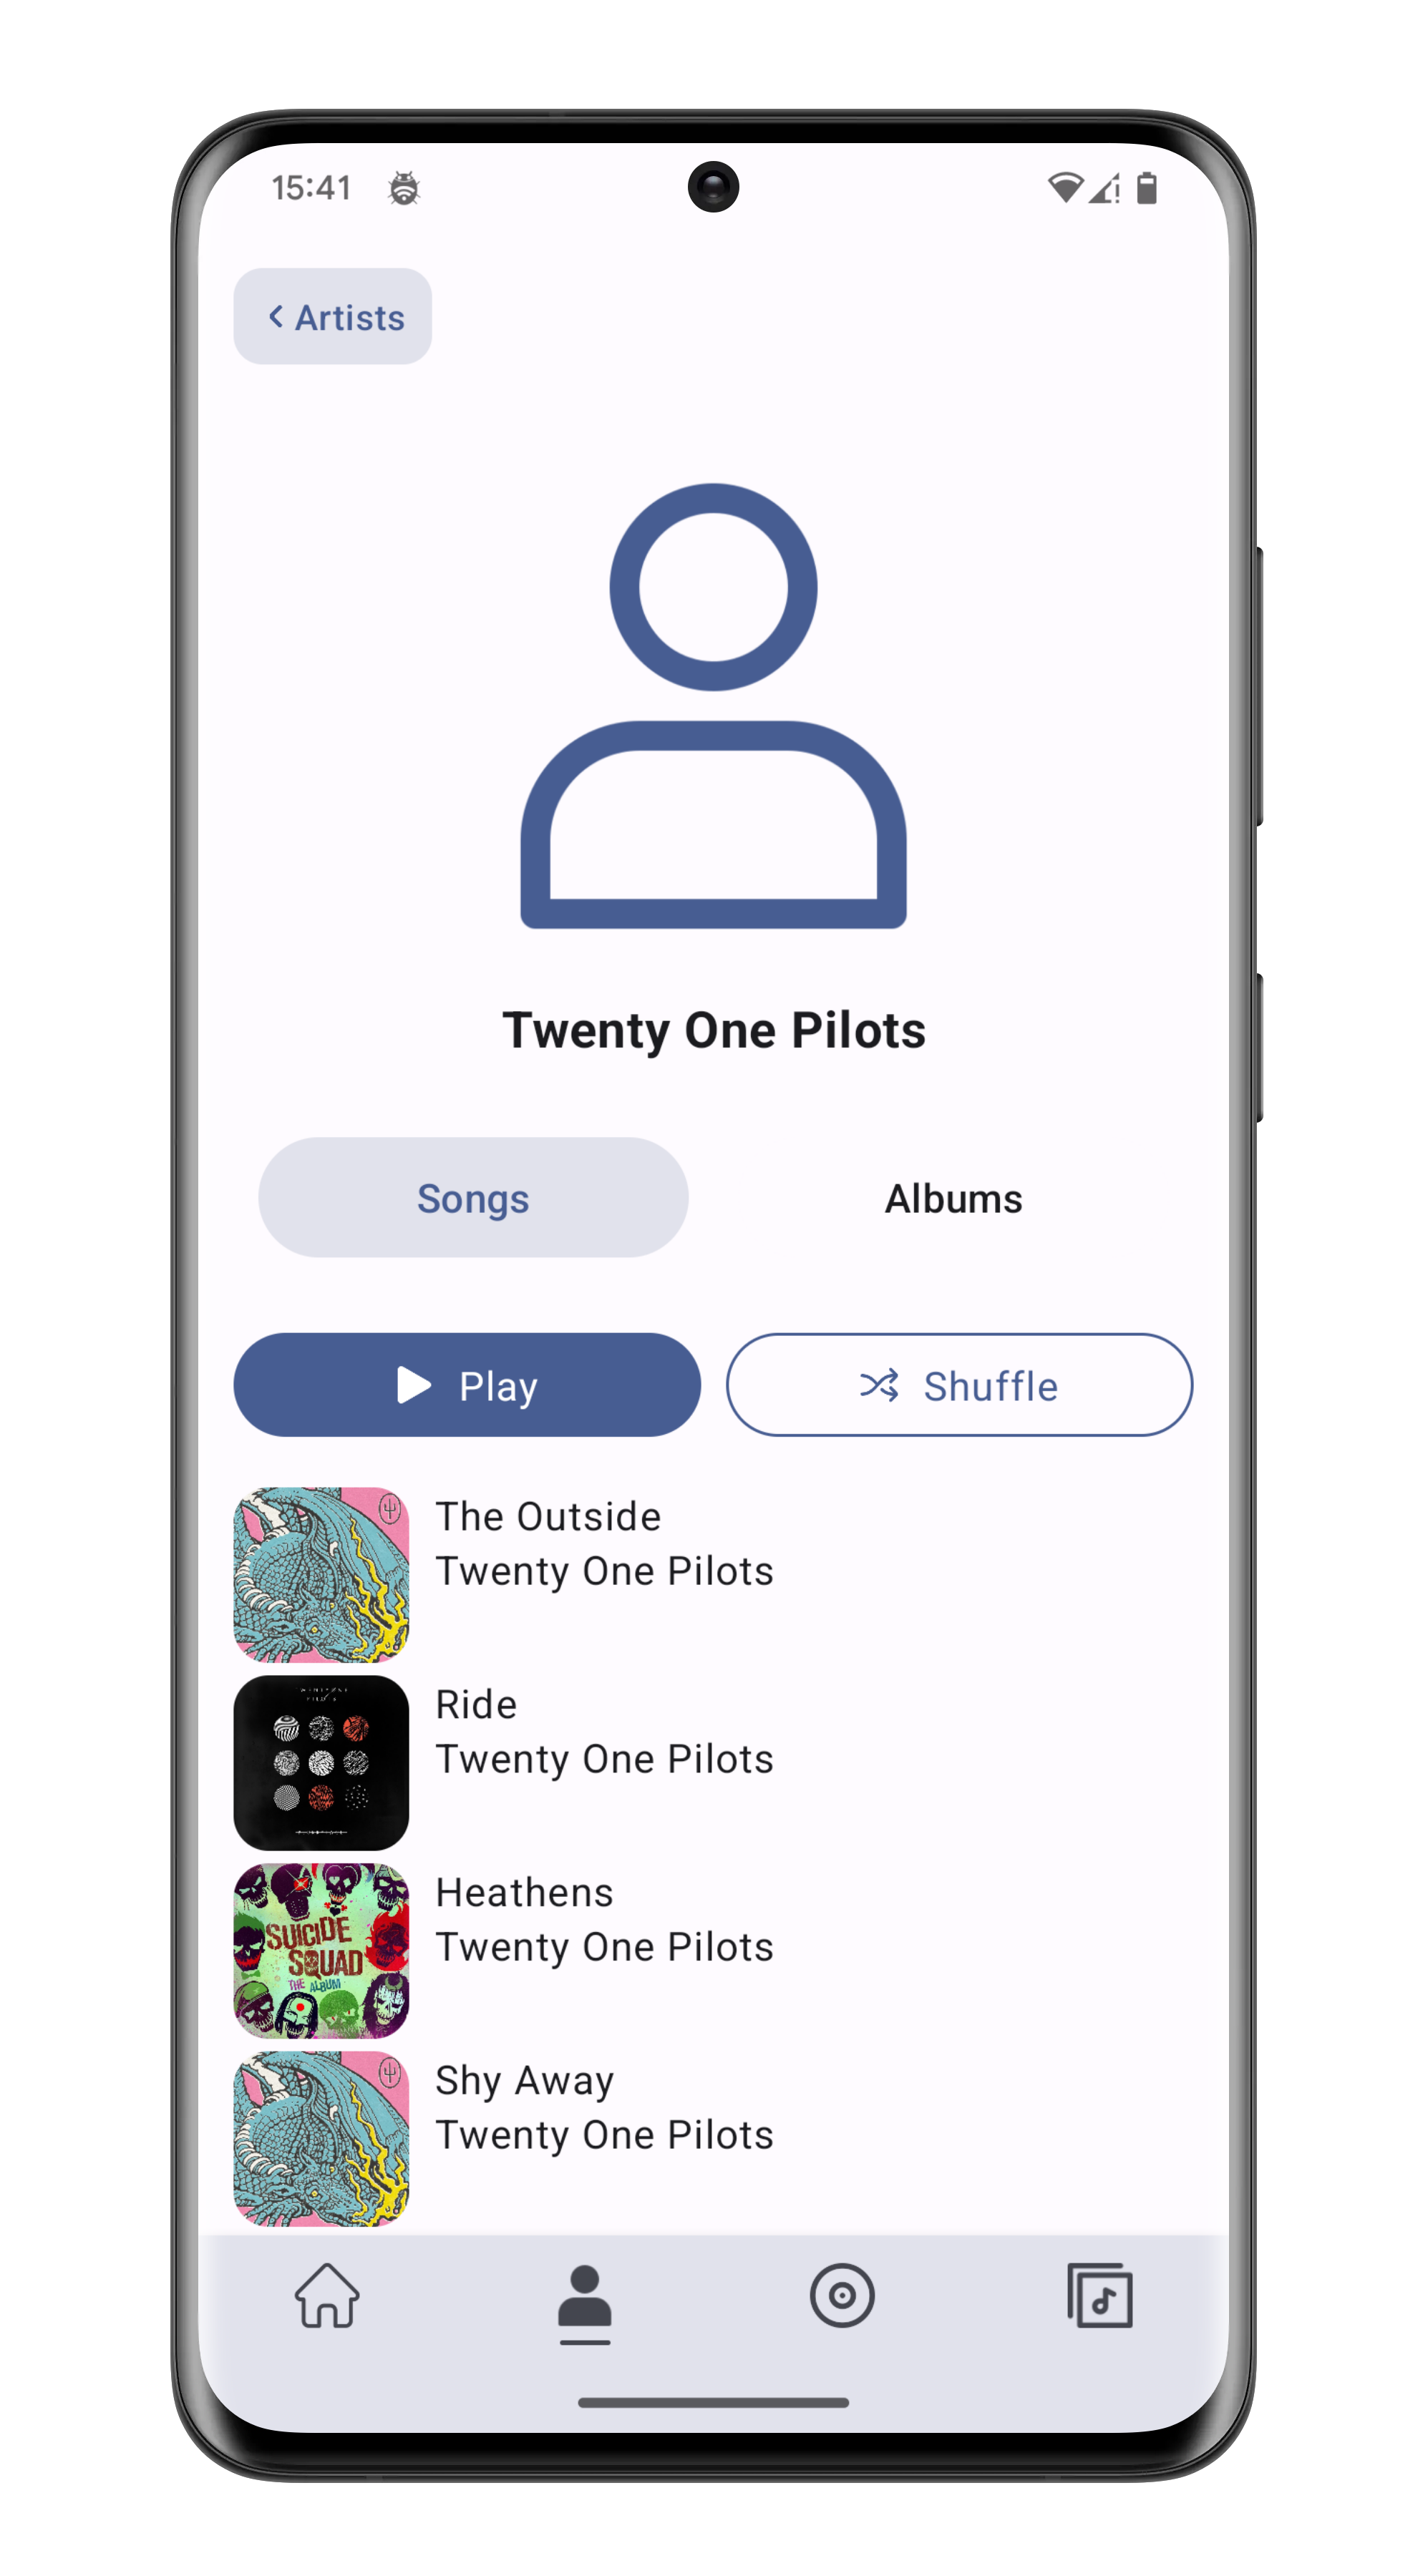 15:41
Artists
Twenty One Pilots
Songs
Albums
Play
Shuffle
The Outside
Twenty One Pilots
Ride
Twenty One Pilots
Heathens
Twenty One Pilots
SUICIDE
SQUAD
THE ALBUM
Shy Away
Twenty One Pilots